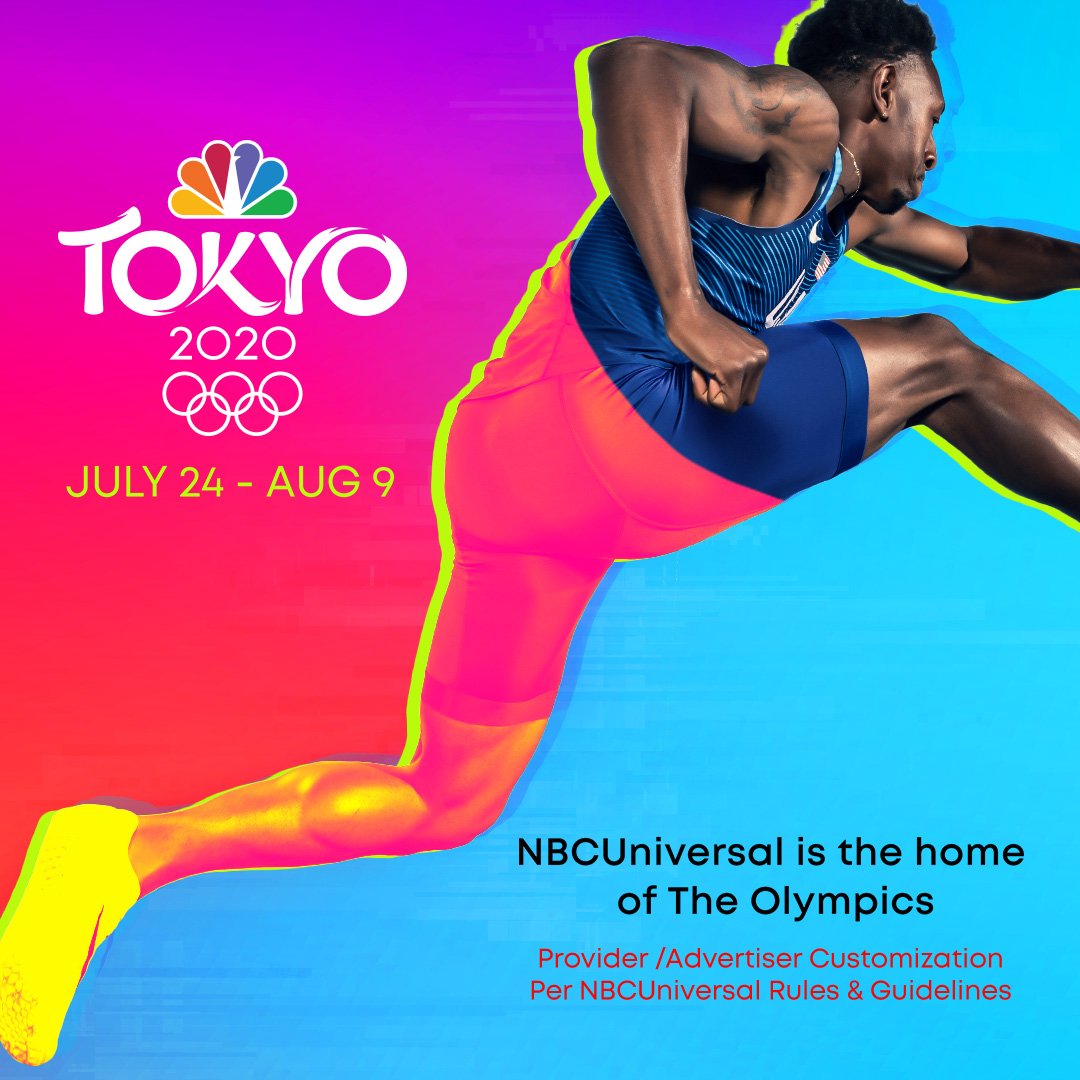 TOKYO
2020
JULY 24 - AUG 9
NBCUniversal is the home
of The Olympics
Provider /Advertiser Customization
Per NBCUniversal Rules & Guidelines